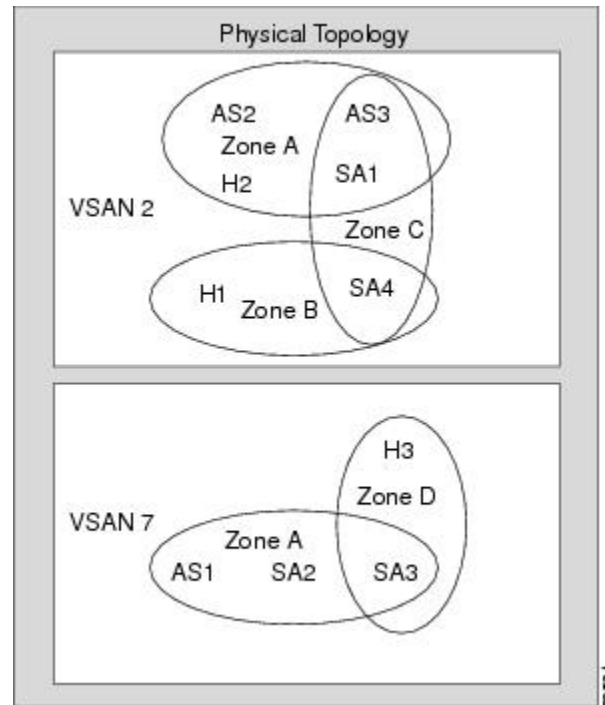 Physical Topology
AS2 AS3
Zone A
SA1
H2
VSAN 2
Zone C
H1 SA4
Zone B
H3
Zone D
VSAN 7
Zone A
AS1 SA2 SA3